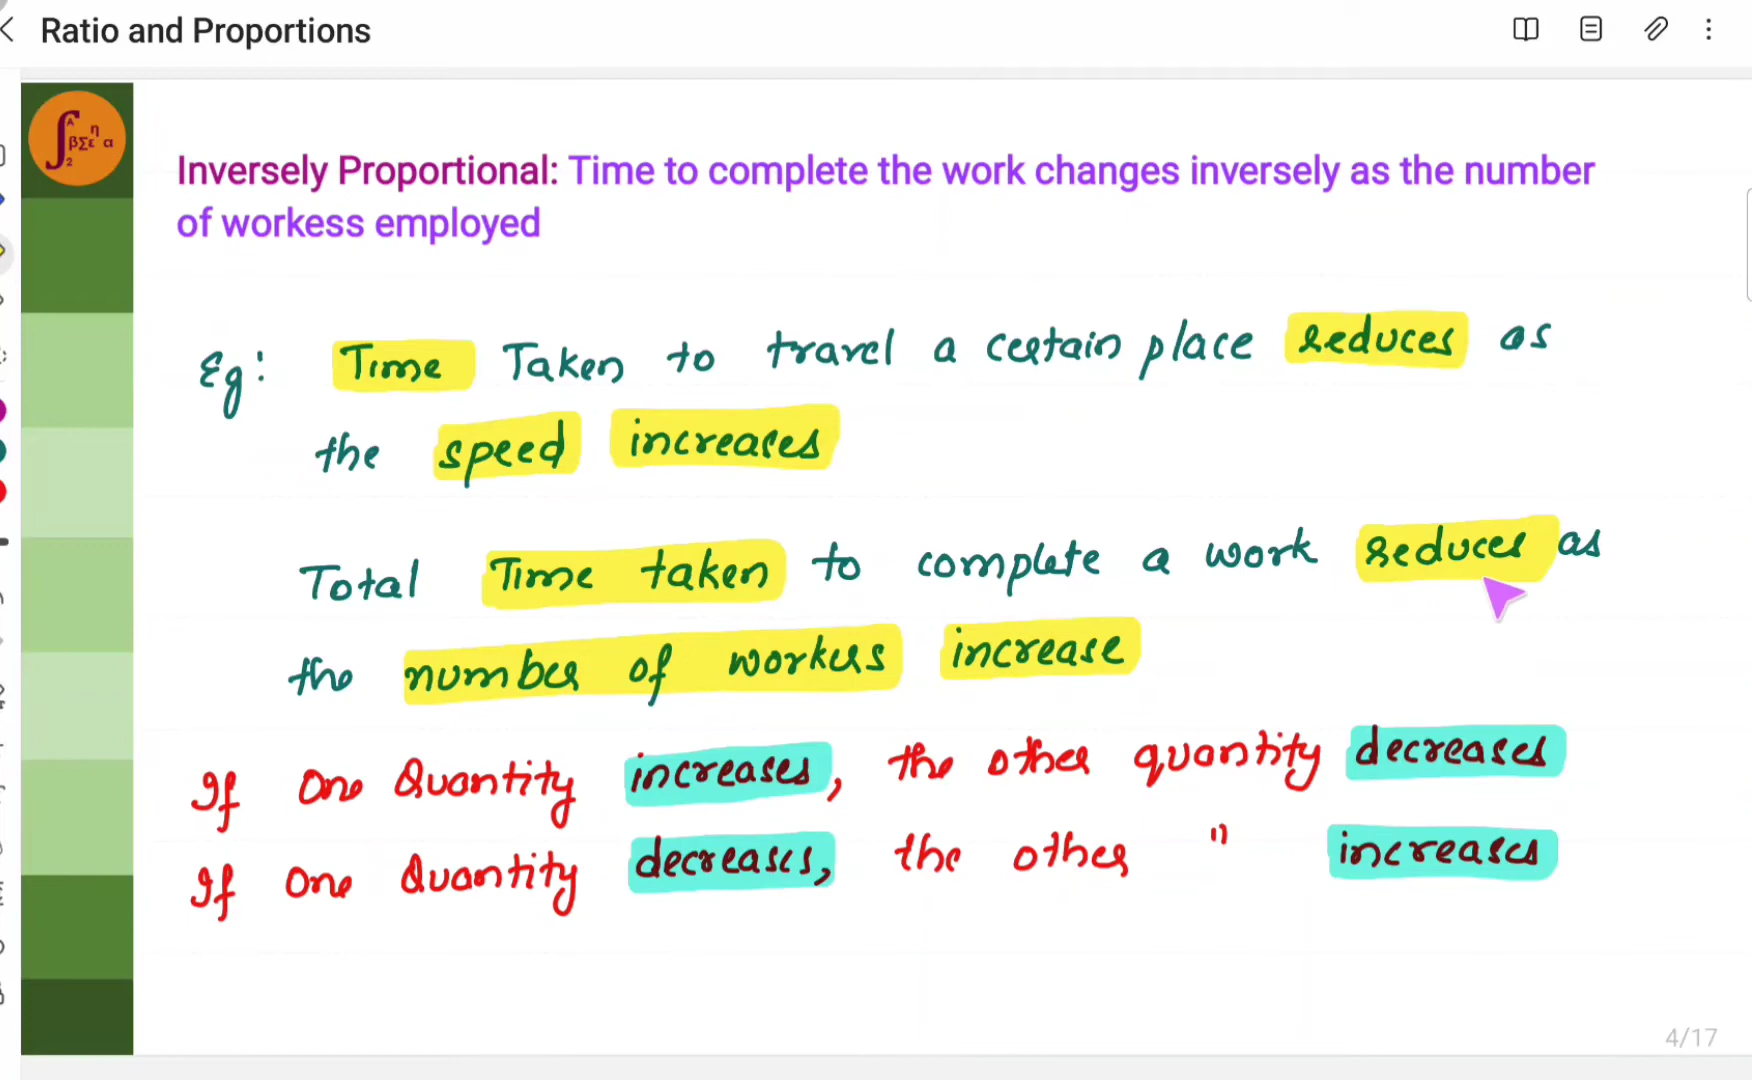 Ratio and Proportions
Inversely Proportional: Time to complete the work changes inversely as the number
of workess employed
Eg: Time Taken to travel a certain place reduces as
the speed increases
Total Time taken to complete a work reduces as
the number of workers increase
If one Quantity increases, the other quantity decreases
If one Quantity decreases, the other " increases
4/17